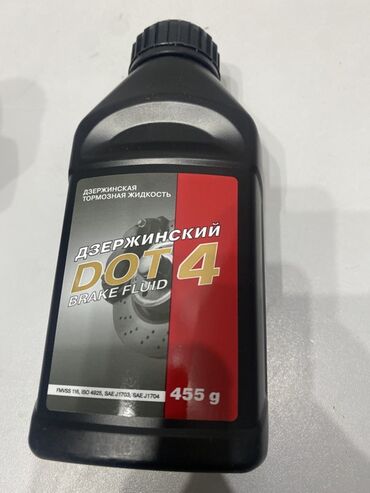 ДЗЕРЖИНСКАЯ
ТОРМОЗНАЯ ЖИДКОСТЬ
ДЗЕРЖИНСКИЙ
DOT 4
BRAKE FLUID
FMVSS 116, ISO 4925, SAE J1703, SAE J1704
455 g